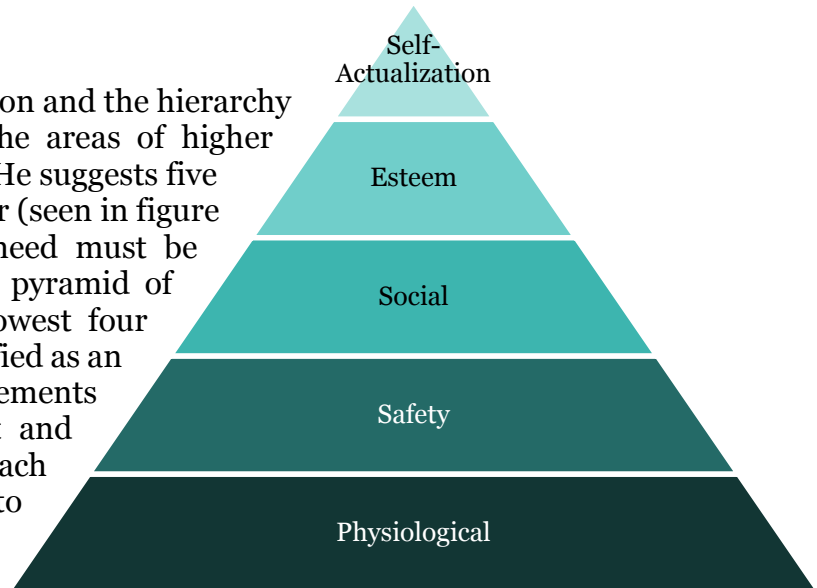 on and the hierarchy
he areas of higher
He suggests five
r (seen in figure
need must be
pyramid of
owest four
fied as an
ements
and
ach
to
Self-
Actualization
Esteem
Social
Safety
Physiological